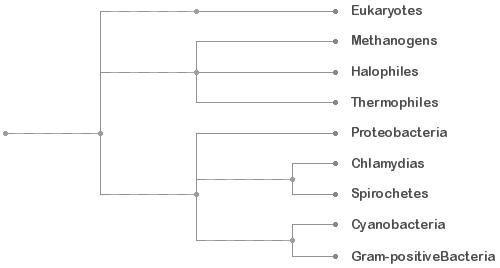 Eukaryotes
Methanogens
Halophiles
Thermophiles
Proteobacteria
Chlamydias
Spirochetes
Cyanobacteria
Gram-positiveBacteria